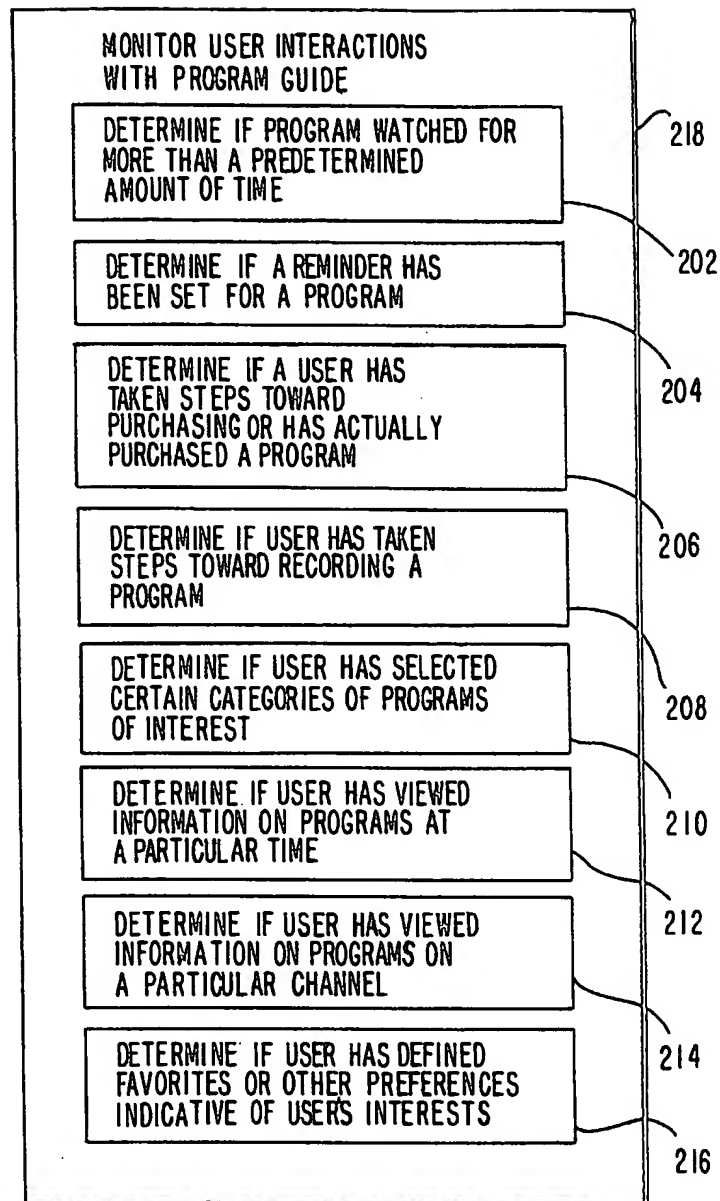 MONITOR USER INTERACTIONS
WITH PROGRAM GUIDE
218
DETERMINE IF PROGRAM WATCHED FOR
MORE THAN A PREDETERMINED
AMOUNT OF TIME
202
DETERMINE IF A REMINDER HAS
BEEN SET FOR A PROGRAM
204
DETERMINE IF A USER HAS
TAKEN STEPS TOWARD
PURCHASING OR HAS ACTUALLY
PURCHASED A PROGRAM
206
DETERMINE IF USER HAS TAKEN
STEPS TOWARD RECORDING A
PROGRAM
208
DETERMINE IF USER HAS SELECTED
CERTAIN CATEGORIES OF PROGRAMS
OF INTEREST
210
DETERMINE IF USER HAS VIEWED
INFORMATION ON PROGRAMS AT
A PARTICULAR TIME
212
DETERMINE IF USER HAS VIEWED
INFORMATION ON PROGRAMS ON
A PARTICULAR CHANNEL
214
DETERMINE IF USER HAS DEFINED
FAVORITES OR OTHER PREFERENCES
INDICATIVE OF USER'S INTERESTS
216